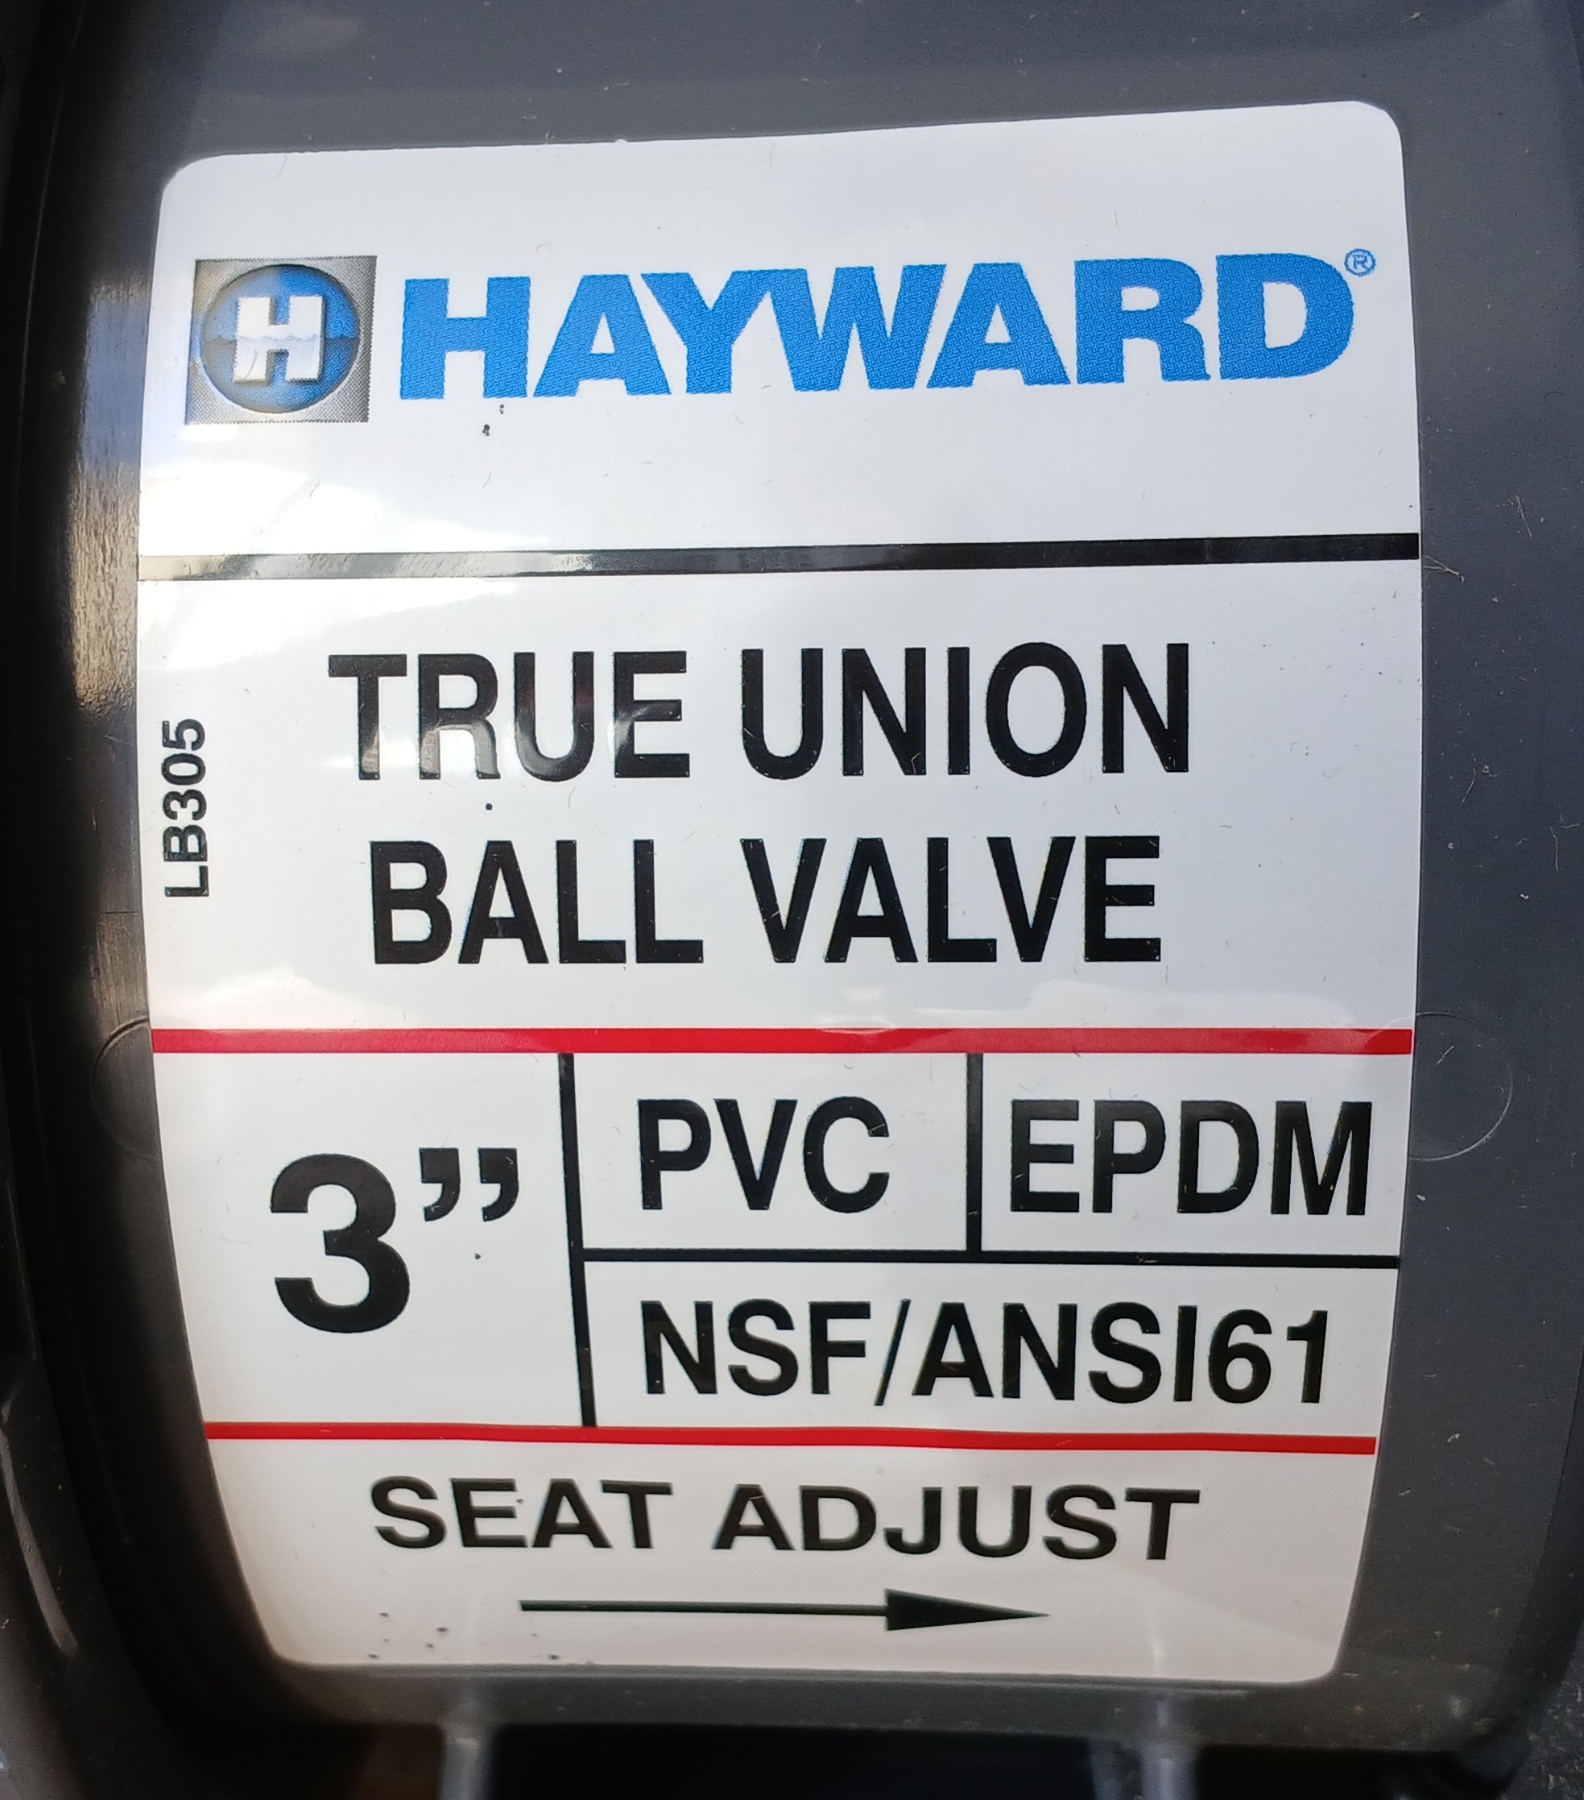 H HAYWARD®
LB305
TRUE UNION
BALL VALVE
3”
PVC
EPDM
NSF/ANSI61
SEAT ADJUST